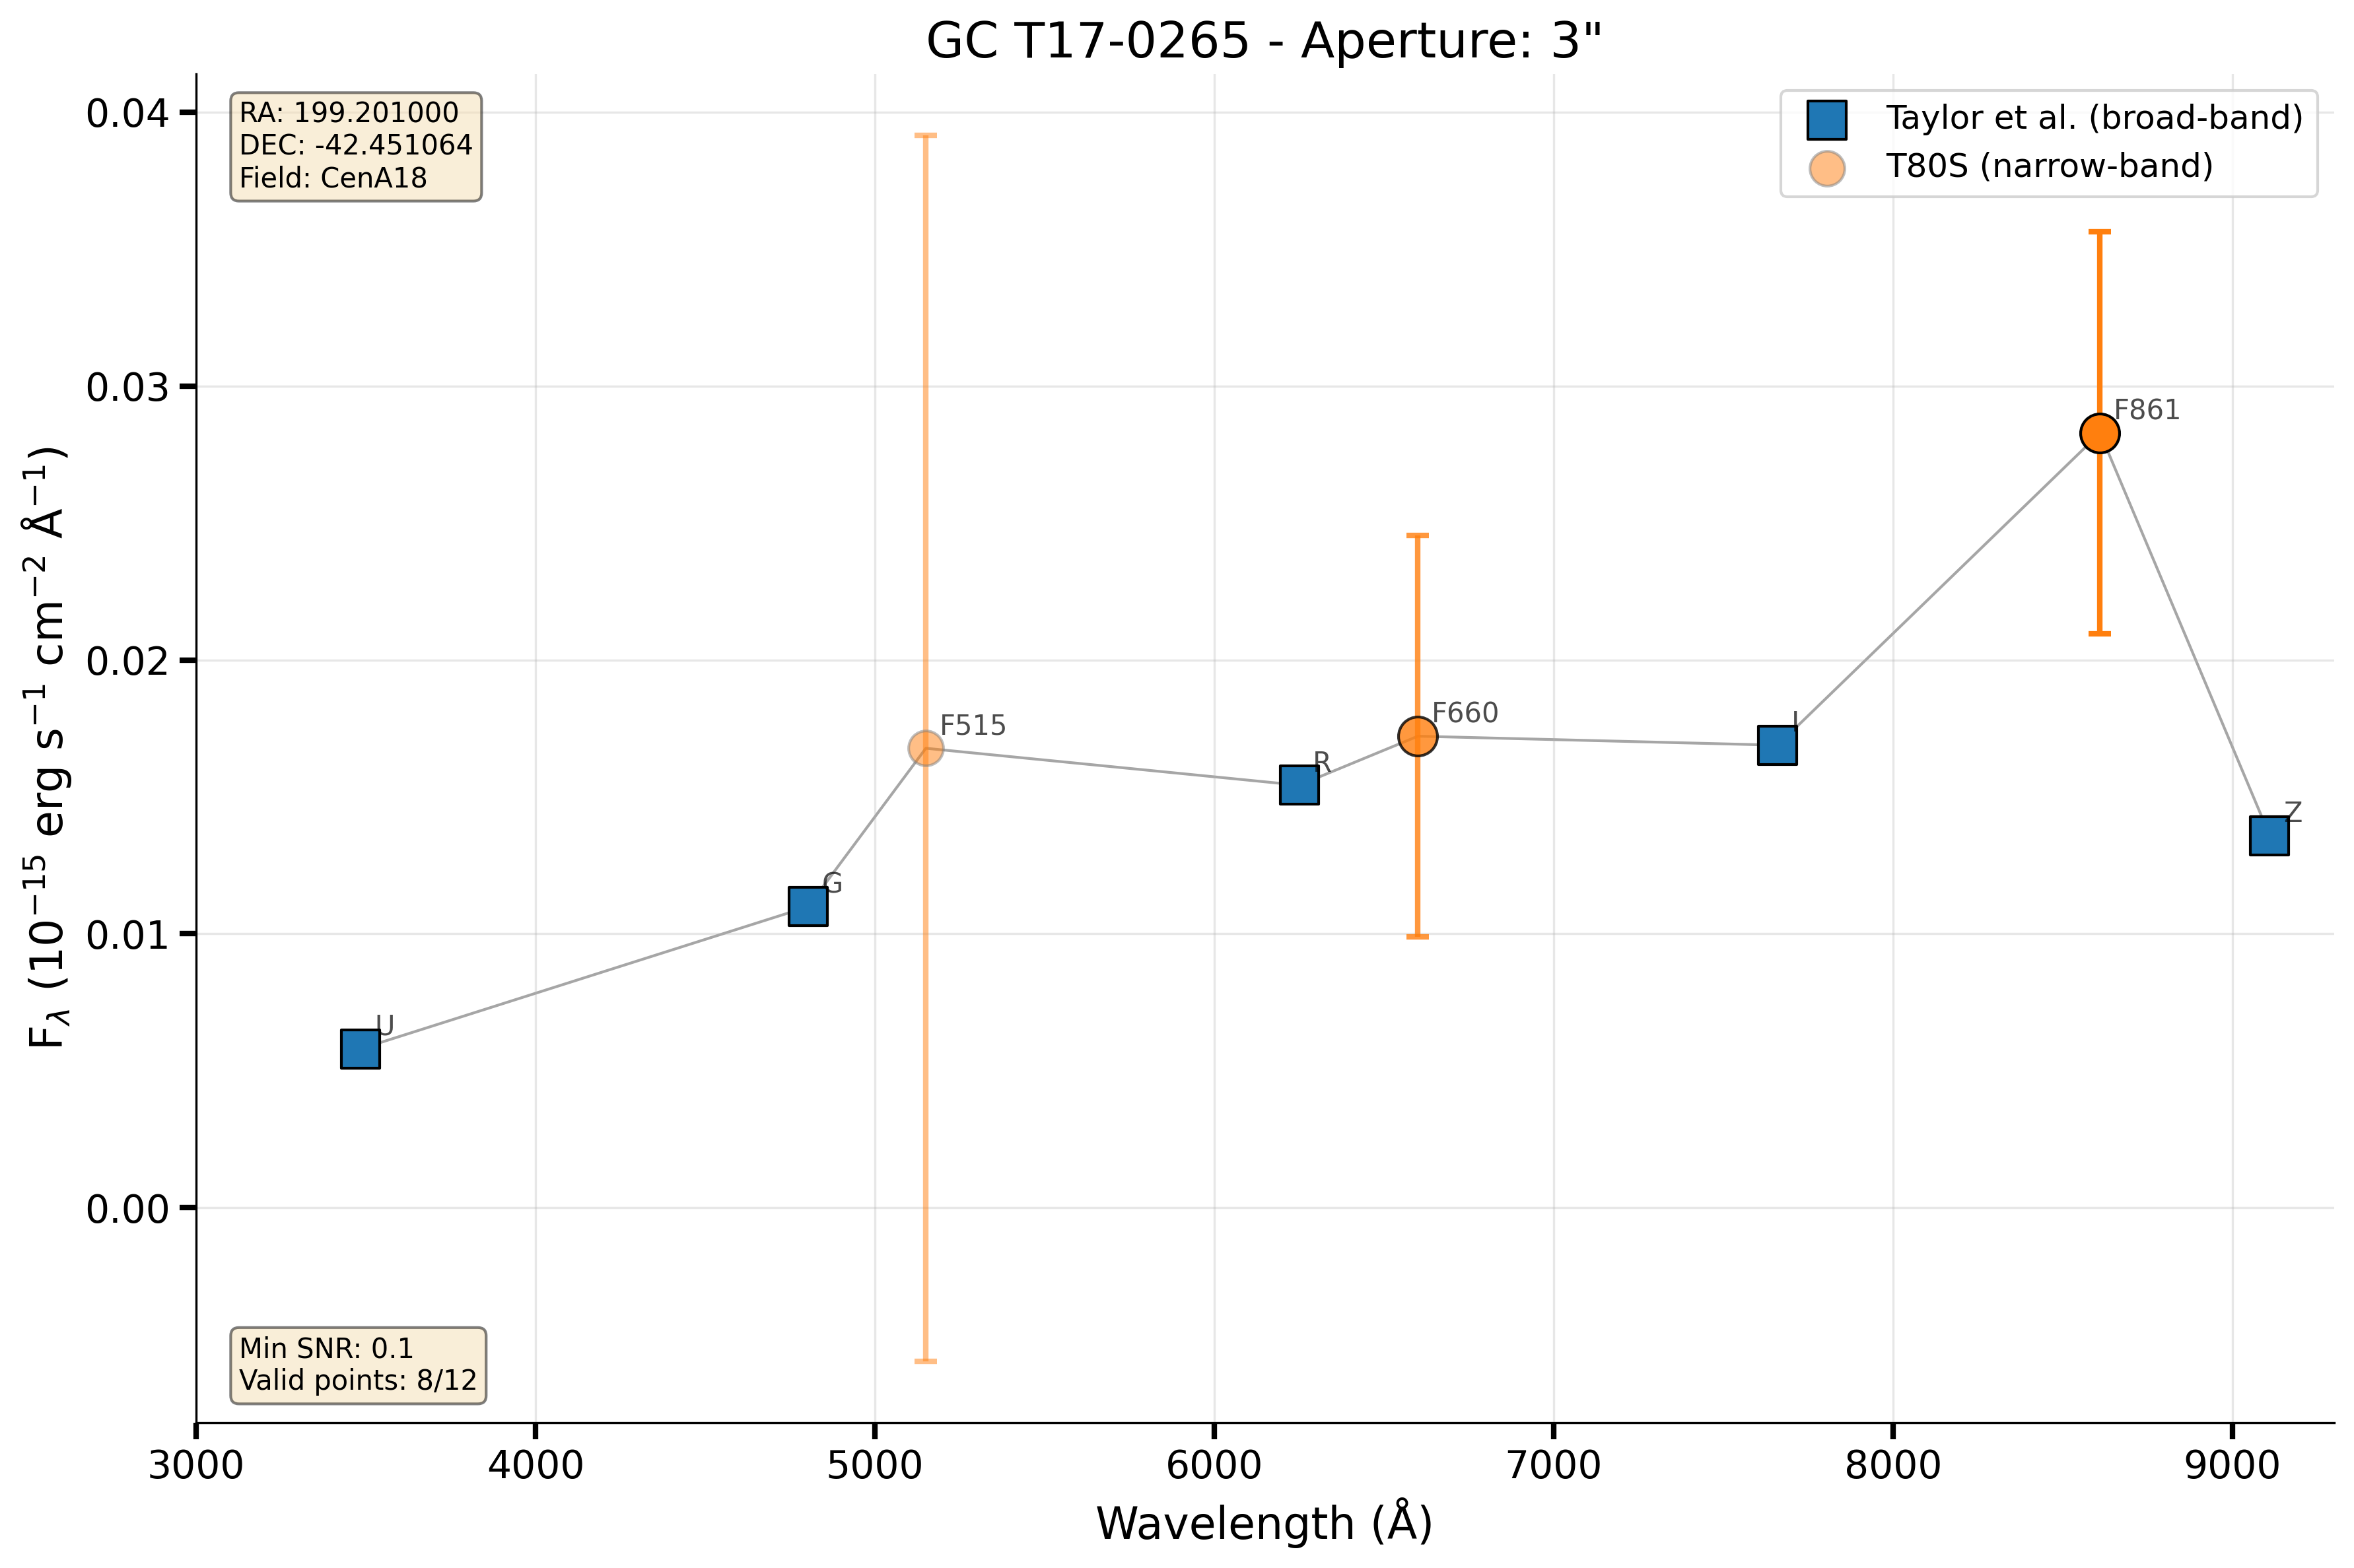 GC T17-0265 - Aperture: 3"
RA: 199.201000
DEC: -42.451064
Field: CenA18
Taylor et al. (broad-band)
T80S (narrow-band)
0.04
0.03
0.02
0.01
0.00
F_λ (10⁻¹⁵ erg s⁻¹ cm⁻² Å⁻¹)
U
G
F515
R
F660
I
F861
Z
Min SNR: 0.1
Valid points: 8/12
3000 4000 5000 6000 7000 8000 9000
Wavelength (Å)